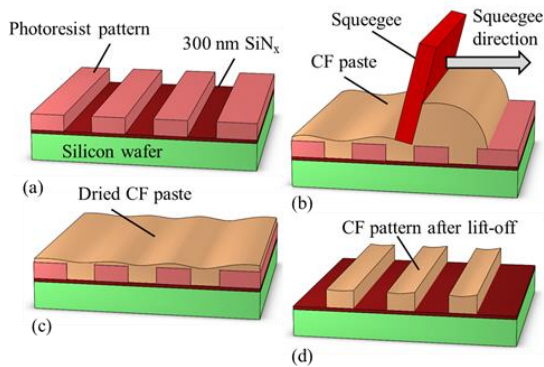 Photoresist pattern
300 nm SiNx
Silicon wafer
(a)
Squeegee
Squeegee
direction
CF paste
(b)
Dried CF paste
(c)
CF pattern after lift-off
(d)